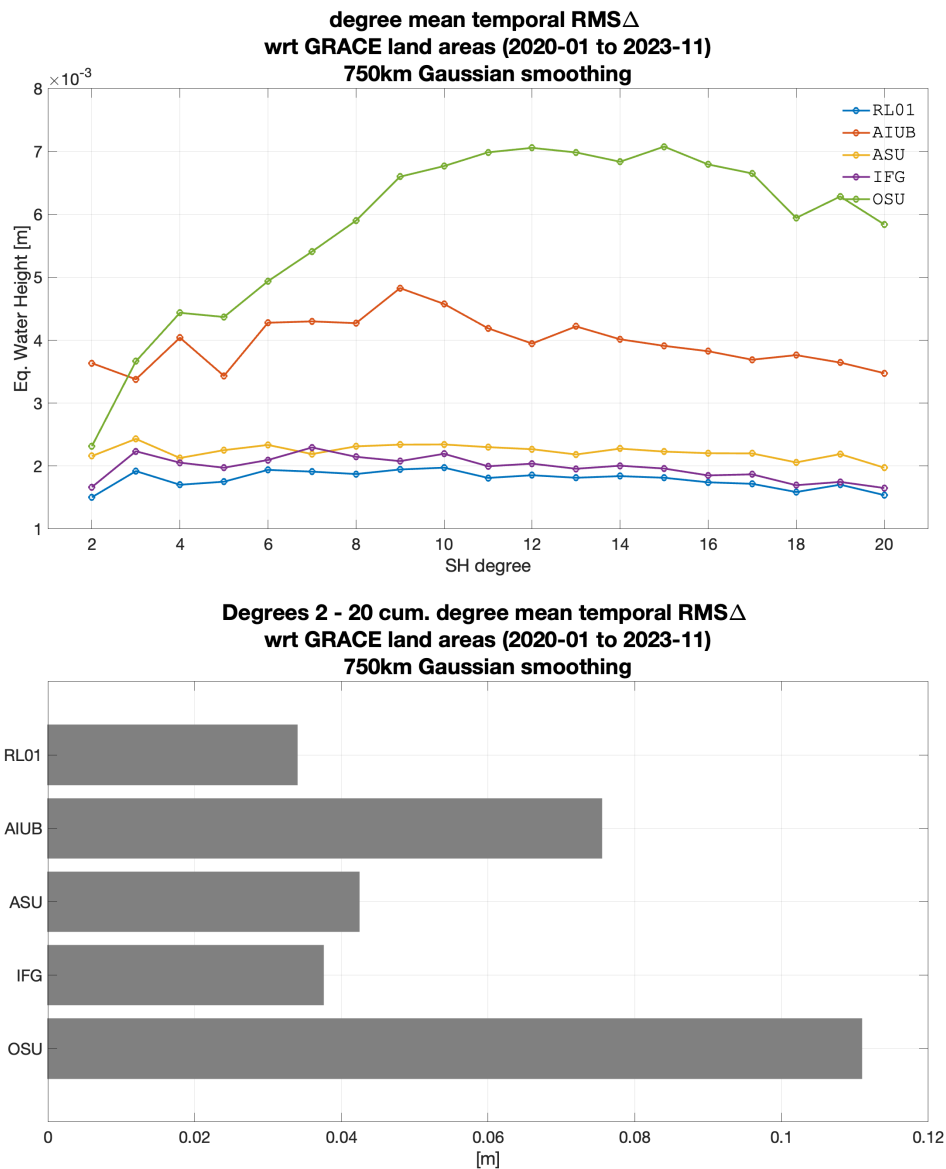 degree mean temporal RMSΔ
wrt GRACE land areas (2020-01 to 2023-11)
750km Gaussian smoothing
×10⁻³
8
7
6
5
4
3
2
1
Eq. Water Height [m]
RL01
AIUB
ASU
IFG
OSU
2 4 6 8 10 12 14 16 18 20
SH degree
Degrees 2 - 20 cum. degree mean temporal RMSΔ
wrt GRACE land areas (2020-01 to 2023-11)
750km Gaussian smoothing
RL01
AIUB
ASU
IFG
OSU
0 0.02 0.04 0.06 0.08 0.1 0.12
[m]